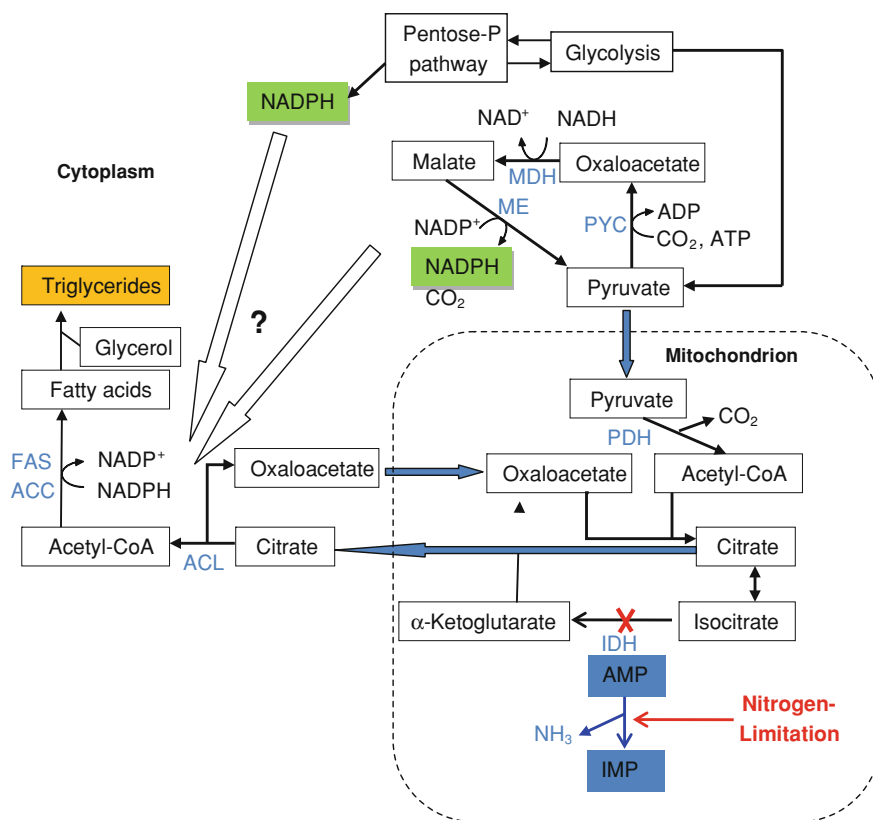 Pentose-P
pathway
Glycolysis
NADPH
NAD⁺ NADH
Cytoplasm
Malate
Oxaloacetate
MDH
ME
NADP⁺
PYC
ADP
CO₂, ATP
NADPH
CO₂
Pyruvate
Triglycerides
?
Glycerol
Fatty acids
Mitochondrion
Pyruvate
CO₂
PDH
FAS
ACC
NADP⁺
NADPH
Oxaloacetate
Oxaloacetate
Acetyl-CoA
Acetyl-CoA
ACL
Citrate
Citrate
α-Ketoglutarate
Isocitrate
IDH
AMP
Nitrogen-
Limitation
NH₃
IMP